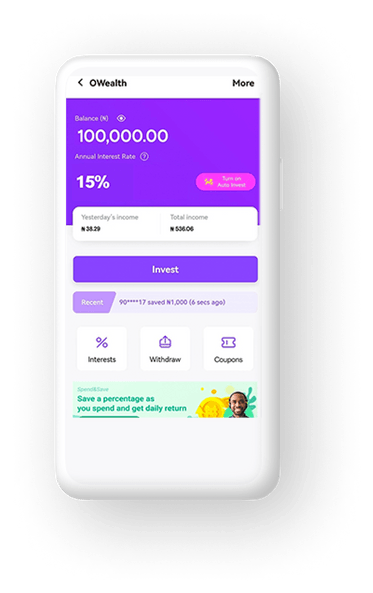 OWealth
More
Balance (₦)
100,000.00
Annual Interest Rate ?
15%
Turn on
Auto Invest
Yesterday's income
Total income
₦ 38.29
₦ 536.06
Invest
Recent
90****17 saved ₦1,000 (6 secs ago)
Interests
Withdraw
Coupons
Spend&Save
Save a percentage as
you spend and get daily return